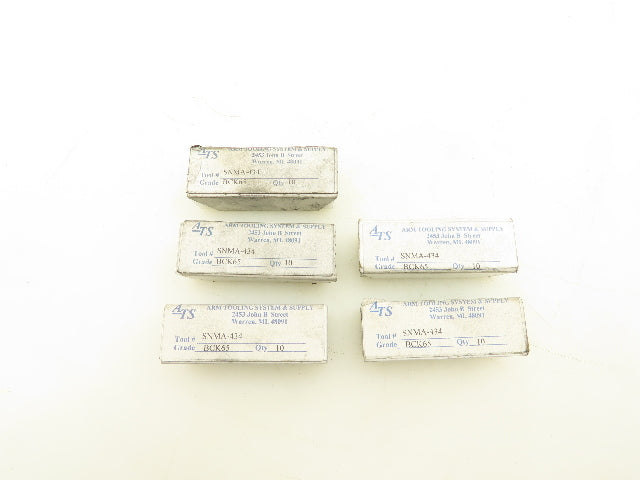 ATS ARM TOOLING SYSTEM & SUPPLY
2453 John B Street
Warren, MI. 48091
Tool # SNMA-434
Grade BCK65 Qty 10
ATS ARM TOOLING SYSTEM & SUPPLY
2453 John B Street
Warren, MI. 48091
Tool # SNMA-434
Grade BCK65 Qty 10
ATS ARM TOOLING SYSTEM & SUPPLY
2453 John B Street
Warren, MI. 48091
Tool # SNMA-434
Grade BCK65 Qty 10
ATS ARM TOOLING SYSTEM & SUPPLY
2453 John B Street
Warren, MI. 48091
Tool # SNMA-434
Grade BCK65 Qty 10
ATS ARM TOOLING SYSTEM & SUPPLY
2453 John B Street
Warren, MI. 48091
Tool # SNMA-434
Grade BCK65 Qty 10